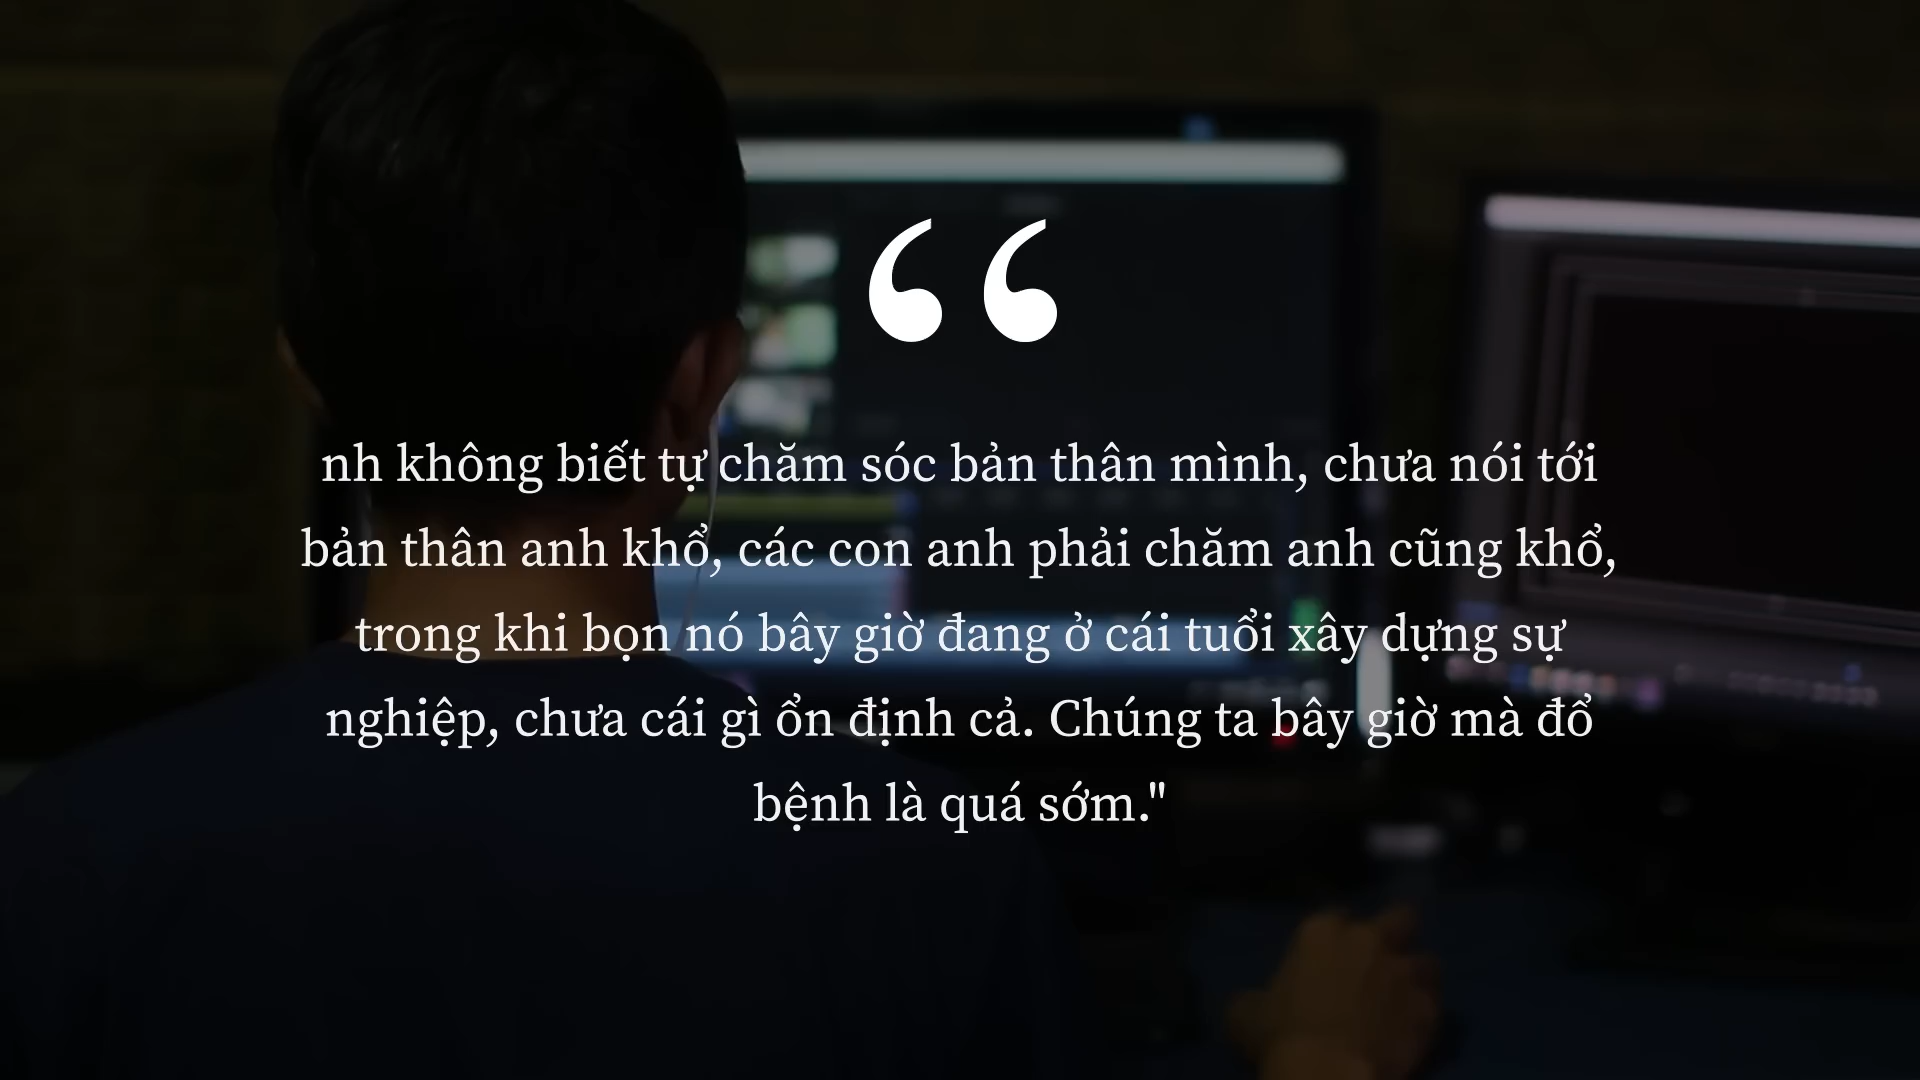 nh không biết tự chăm sóc bản thân mình, chưa nói tới
bản thân anh khổ, các con anh phải chăm anh cũng khổ,
trong khi bọn nó bây giờ đang ở cái tuổi xây dựng sự
nghiệp, chưa cái gì ổn định cả. Chúng ta bây giờ mà đổ
bệnh là quá sớm."